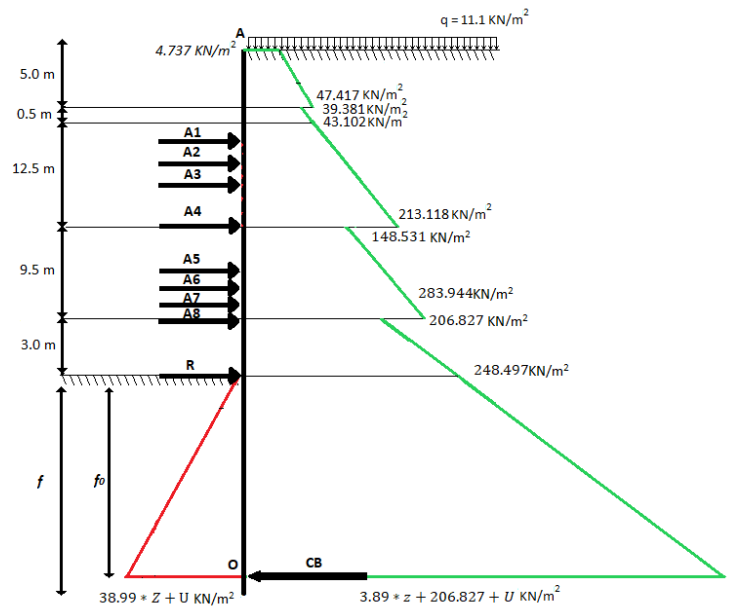 q = 11.1 KN/m²
A
4.737 KN/m²
5.0 m
47.417 KN/m²
39.381 KN/m²
0.5 m
43.102 KN/m²
A1
A2
A3
12.5 m
A4
213.118 KN/m²
148.531 KN/m²
A5
9.5 m
A6
283.944 KN/m²
A7
A8
206.827 KN/m²
3.0 m
R
248.497KN/m²
f
f₀
O
CB
38.99 * Z + U KN/m²
3.89 * z + 206.827 + U KN/m²